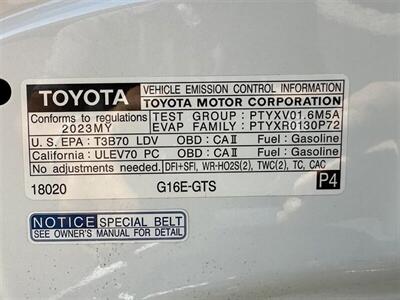 TOYOTA
VEHICLE EMISSION CONTROL INFORMATION
TOYOTA MOTOR CORPORATION
Conforms to regulations
2023MY
TEST GROUP : PTYXV01.6M5A
EVAP FAMILY : PTYXR0130P72
U.S. EPA : T3B70 LDV OBD : CAⅡ Fuel : Gasoline
California : ULEV70 PC OBD : CAⅡ Fuel : Gasoline
No adjustments needed. DFI+SFI, WR-HO2S(2), TWC(2), TC, CAC
18020 G16E-GTS P4
NOTICE SPECIAL BELT
SEE OWNER'S MANUAL FOR DETAIL